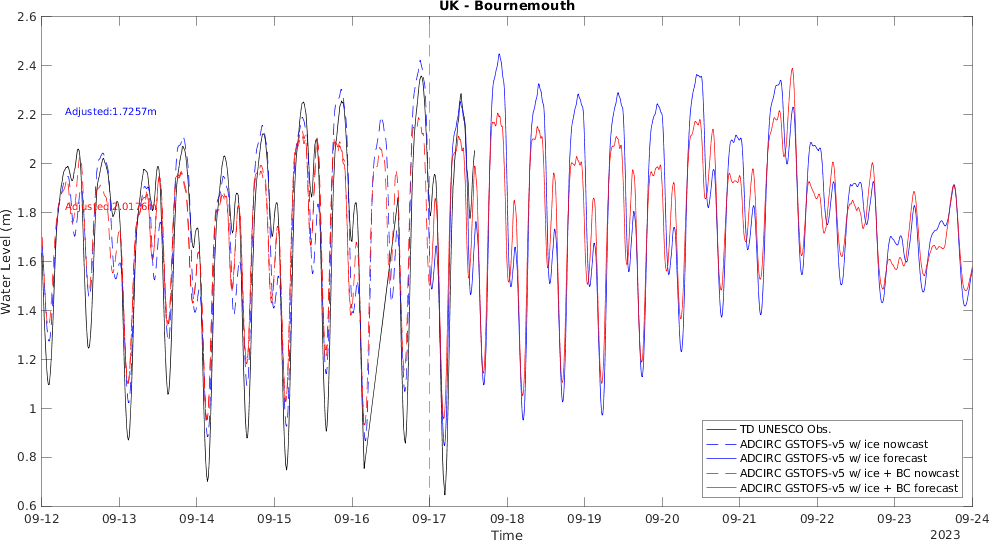 UK - Bournemouth
2.6
2.4
2.2
2
1.8
1.6
1.4
1.2
1
0.8
0.6
Water Level (m)
Adjusted:1.7257m
Adjusted:2.0176m
TD UNESCO Obs.
ADCIRC GSTOFS-v5 w/ ice nowcast
ADCIRC GSTOFS-v5 w/ ice forecast
ADCIRC GSTOFS-v5 w/ ice + BC nowcast
ADCIRC GSTOFS-v5 w/ ice + BC forecast
09-12 09-13 09-14 09-15 09-16 09-17 09-18 09-19 09-20 09-21 09-22 09-23 09-24
Time
2023